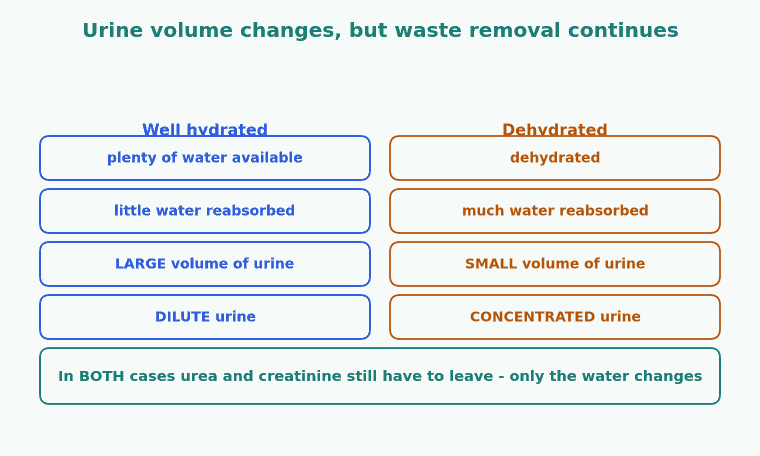 Urine volume changes, but waste removal continues
Well hydrated
Dehydrated
plenty of water available
dehydrated
little water reabsorbed
much water reabsorbed
LARGE volume of urine
SMALL volume of urine
DILUTE urine
CONCENTRATED urine
In BOTH cases urea and creatinine still have to leave - only the water changes